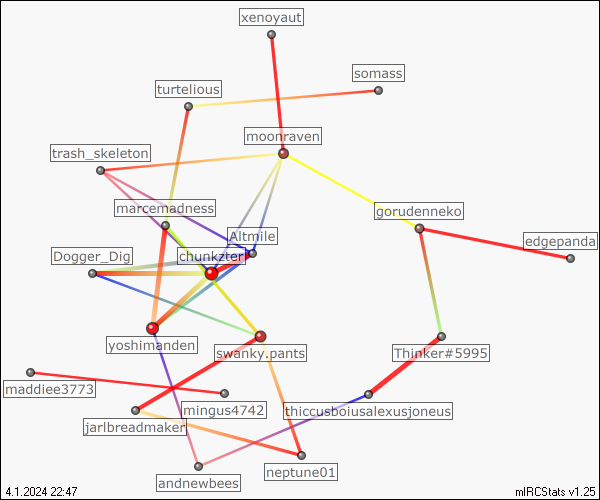 xenoyaut
somass
turtelious
moonraven
trash_skeleton
marcemadness
gorudenneko
Altmile
edgepanda
Dogger_Dig
chunkzter
yoshimanden
swanky.pants
Thinker#5995
maddiee3773
mingus4742
thiccusboiusalexusjoneus
jarlbreadmaker
neptune01
andnewbees
4.1.2024 22:47
mIRCStats v1.25